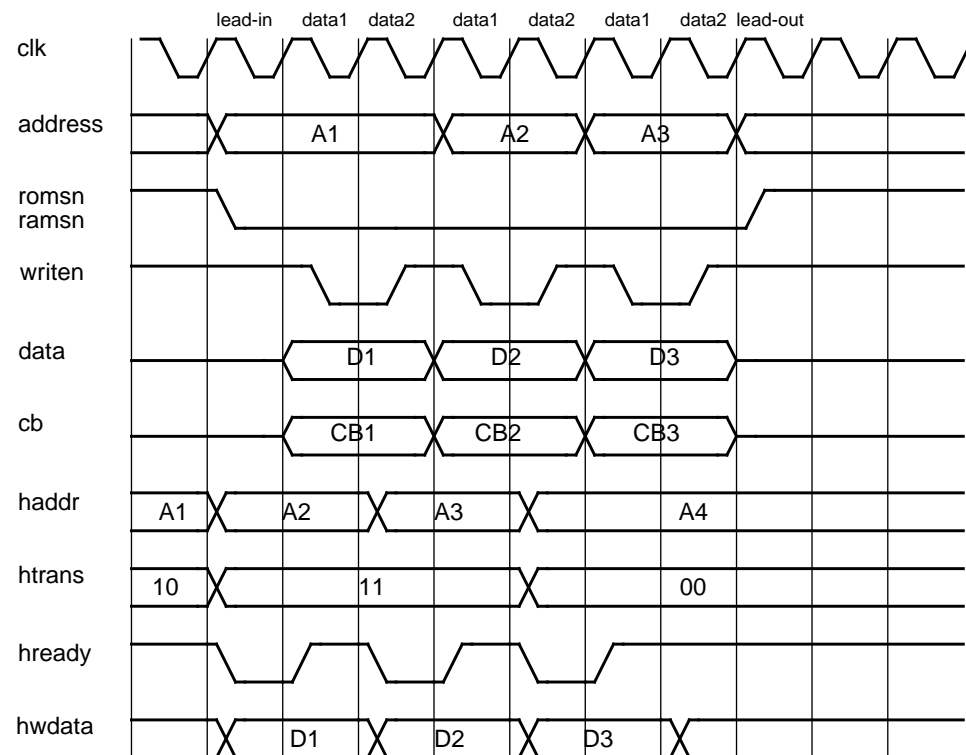 lead-in data1 data2 data1 data2 data1 data2 lead-out
clk
address A1 A2 A3
romsn
ramsn
writen
data D1 D2 D3
cb CB1 CB2 CB3
haddr A1 A2 A3 A4
htrans 10 11 00
hready
hwdata D1 D2 D3